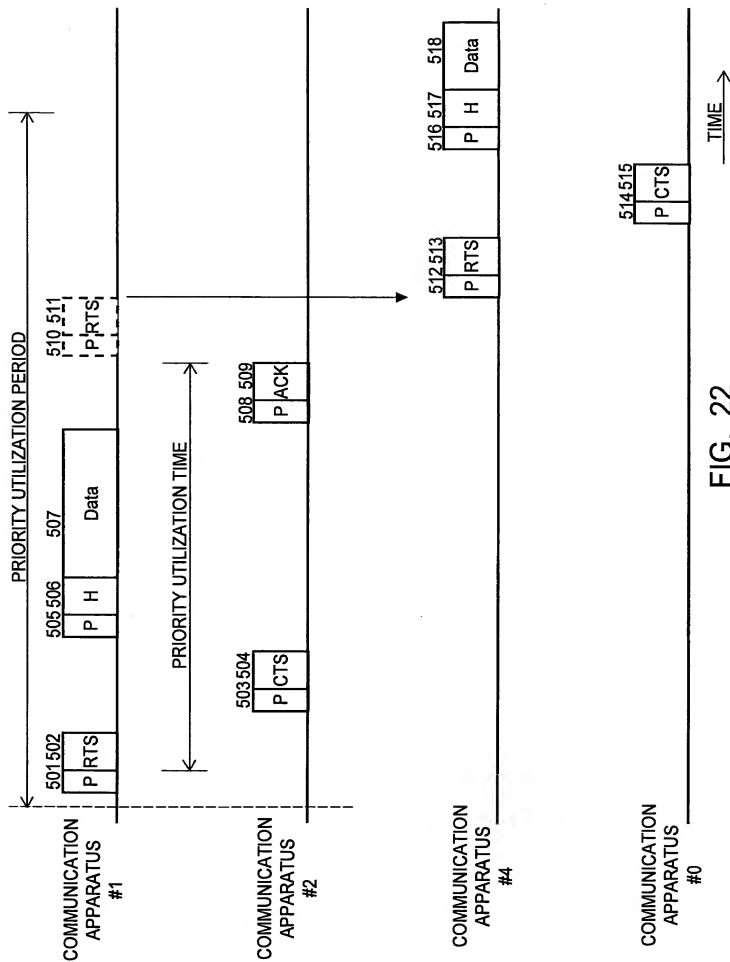 PRIORITY UTILIZATION PERIOD
COMMUNICATION
APPARATUS
#1
501 502
P RTS
505 506
P H
507
Data
510 511
P RTS
PRIORITY UTILIZATION TIME
COMMUNICATION
APPARATUS
#2
503 504
P CTS
508 509
P ACK
COMMUNICATION
APPARATUS
#4
512 513
P RTS
516 517
P H
518
Data
COMMUNICATION
APPARATUS
#0
514 515
P CTS
TIME
FIG. 22